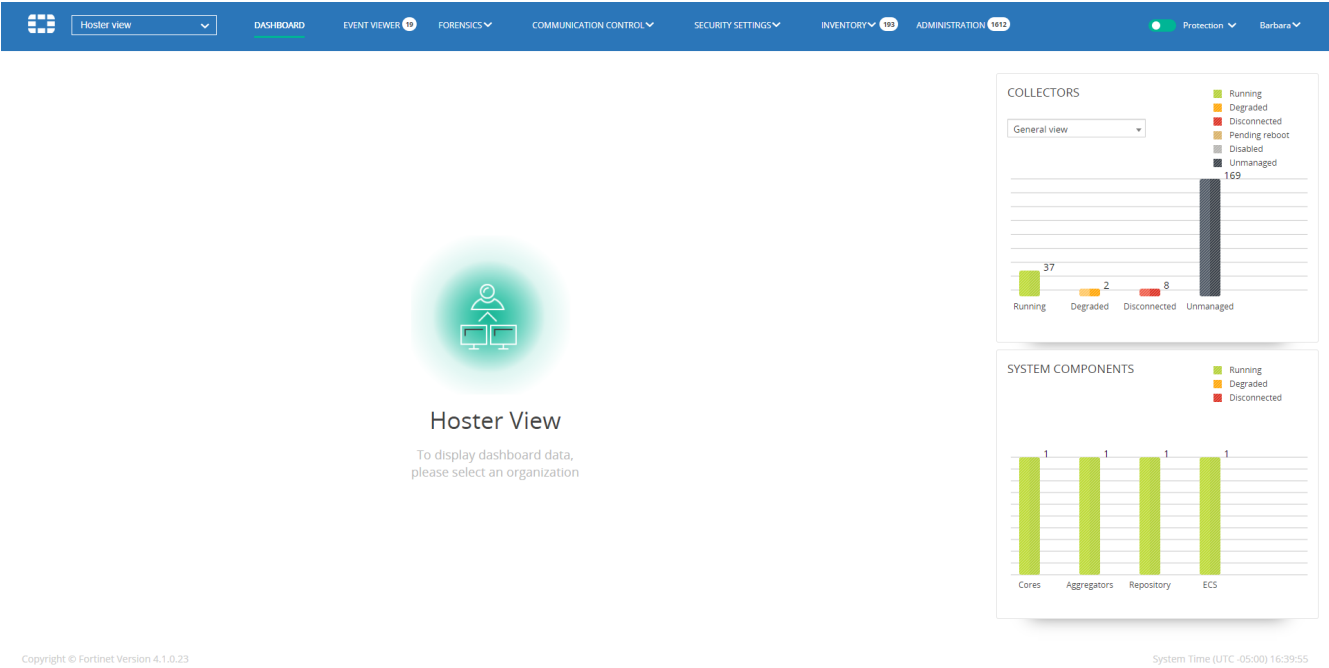 Hoster view
DASHBOARD
EVENT VIEWER 19
FORENSICS
COMMUNICATION CONTROL
SECURITY SETTINGS
INVENTORY 193
ADMINISTRATION 1612
Protection
Barbara
COLLECTORS
General view
Running
Degraded
Disconnected
Pending reboot
Disabled
Unmanaged
169
37
2
8
Running
Degraded
Disconnected
Unmanaged
Hoster View
To display dashboard data,
please select an organization
SYSTEM COMPONENTS
Running
Degraded
Disconnected
1
1
1
1
Cores
Aggregators
Repository
ECS
Copyright © Fortinet Version 4.1.0.23
System Time (UTC -05:00) 16:39:55